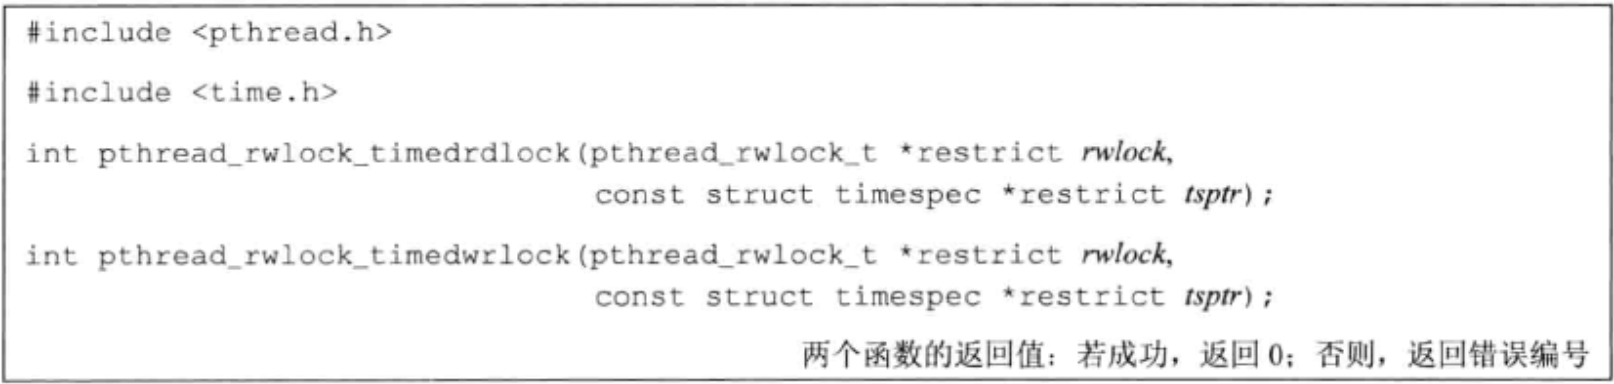 #include <pthread.h>
#include <time.h>
int pthread_rwlock_timedrdlock(pthread_rwlock_t *restrict rwlock,
const struct timespec *restrict tsptr);
int pthread_rwlock_timedwrlock(pthread_rwlock_t *restrict rwlock,
const struct timespec *restrict tsptr);
两个函数的返回值：若成功，返回 0；否则，返回错误编号